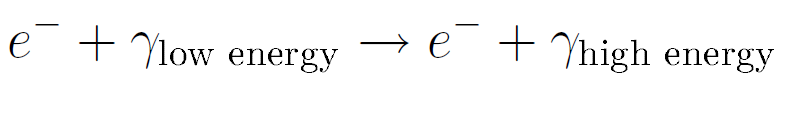 e⁻ + γ_low energy → e⁻ + γ_high energy